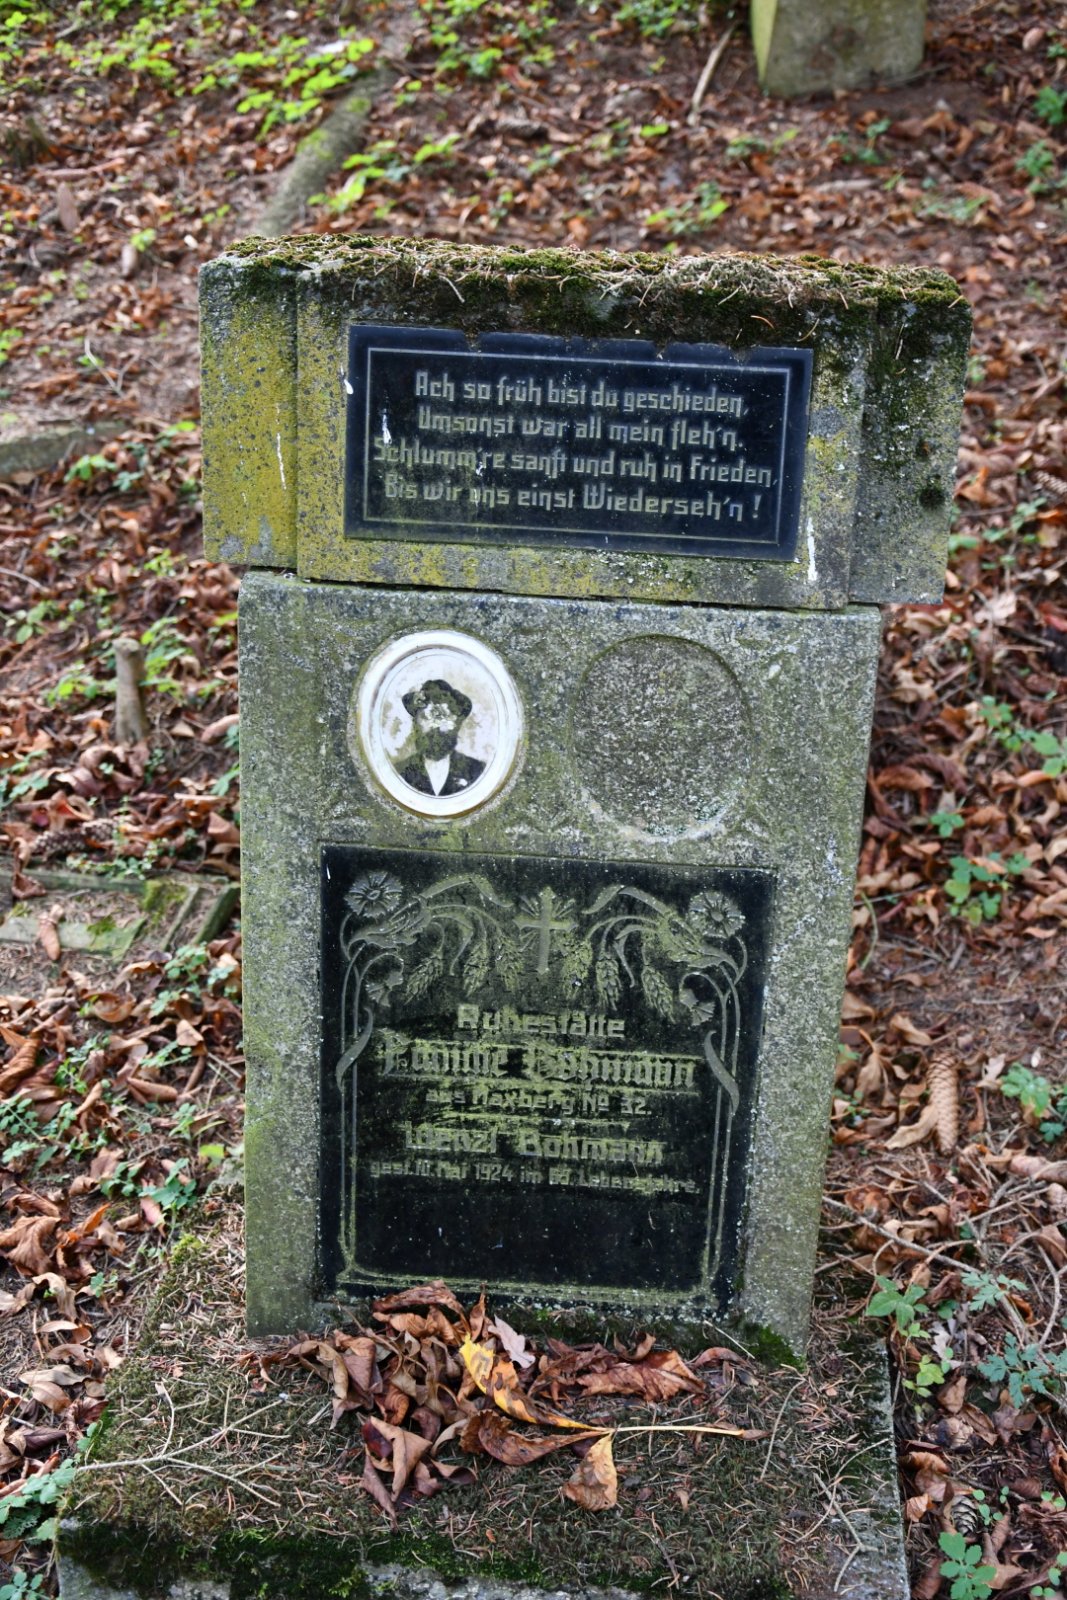 Ach so früh bist du geschieden,
Umsonst war all mein fleh'n.
Schlumm're sanft und ruh in Frieden,
Bis wir uns einst Wiederseh'n !
Ruhestätte
Familie Bohmann
aus Maxberg No 32.
Wenzl Bohmann
gest. 10. Mai 1924 im Lebensjahre.